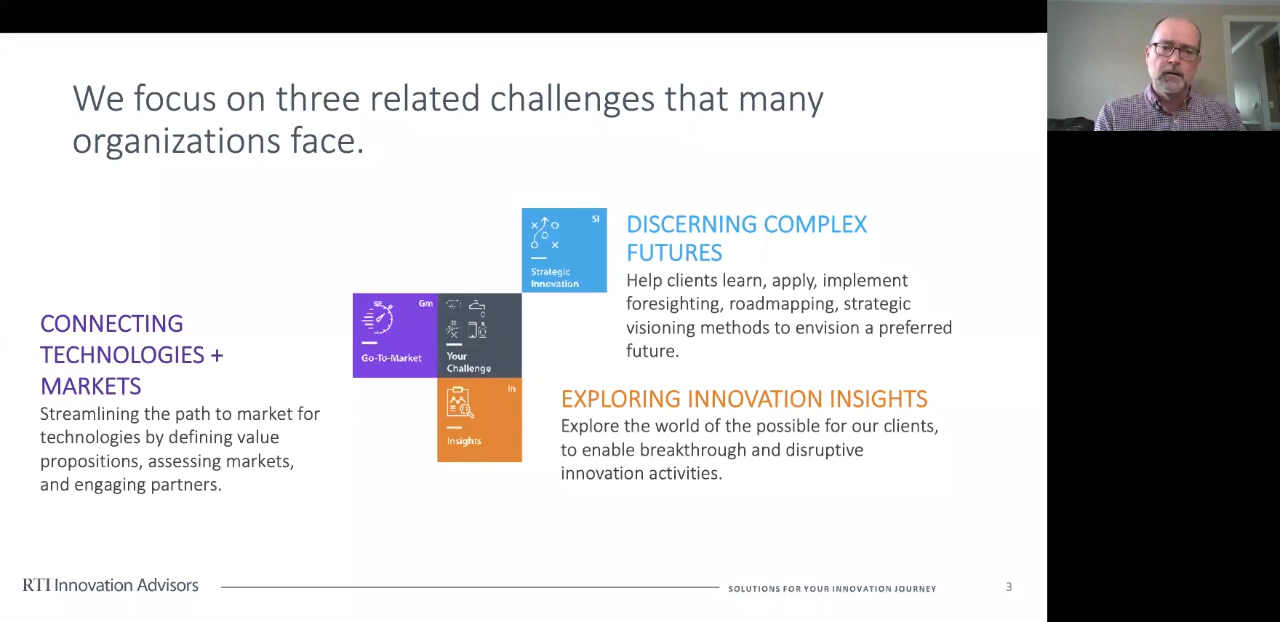 We focus on three related challenges that many
organizations face.
SI
Strategic
Innovation
DISCERNING COMPLEX
FUTURES
Help clients learn, apply, implement
foresighting, roadmapping, strategic
visioning methods to envision a preferred
future.
CONNECTING
TECHNOLOGIES +
MARKETS
Streamlining the path to market for
technologies by defining value
propositions, assessing markets,
and engaging partners.
Gm
Go-To-Market
Your
Challenge
In
Insights
EXPLORING INNOVATION INSIGHTS
Explore the world of the possible for our clients,
to enable breakthrough and disruptive
innovation activities.
RTI Innovation Advisors
SOLUTIONS FOR YOUR INNOVATION JOURNEY
3